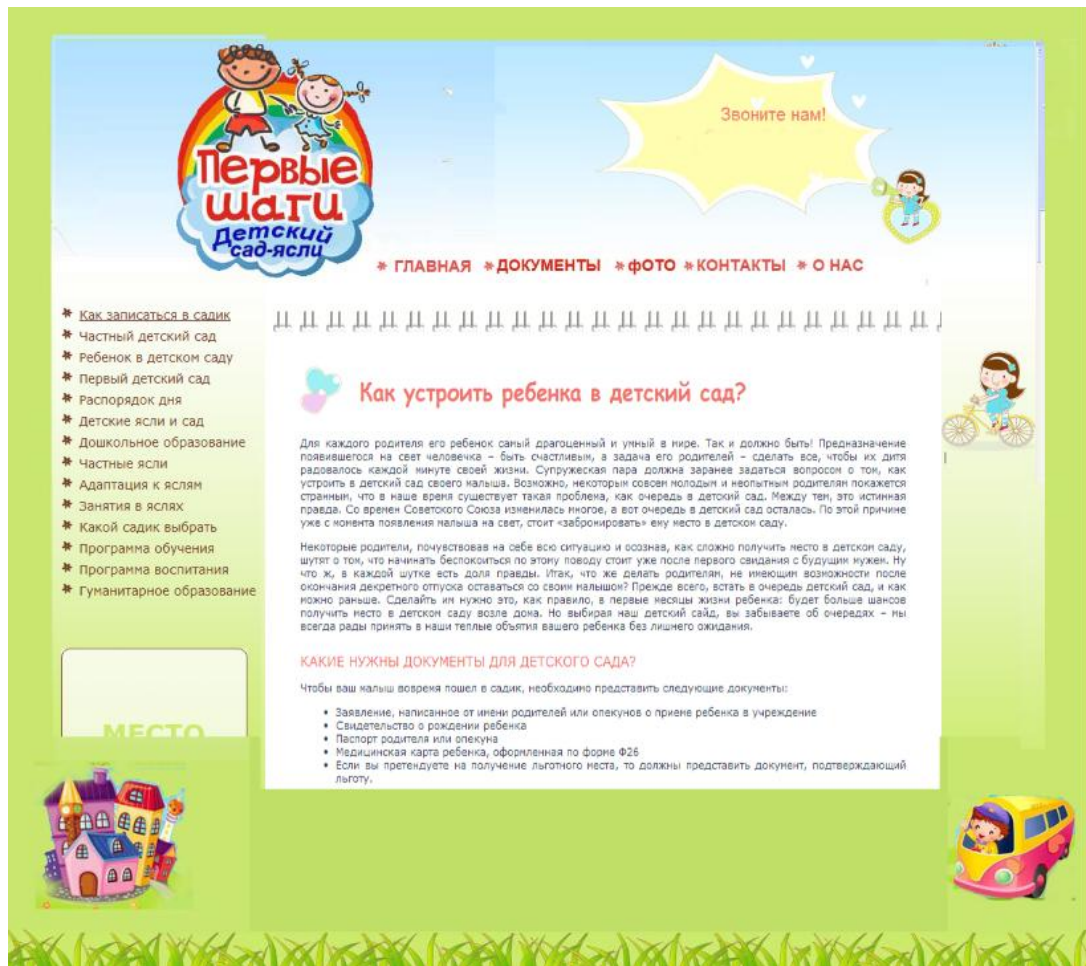 Первые
шаги
Детский
сад-ясли
Звоните нам!
ГЛАВНАЯ ДОКУМЕНТЫ фОТО КОНТАКТЫ О НАС
Как записаться в садик
Частный детский сад
Ребенок в детском саду
Первый детский сад
Распорядок дня
Детские ясли и сад
Дошкольное образование
Частные ясли
Адаптация к яслям
Занятия в яслях
Какой садик выбрать
Программа обучения
Программа воспитания
Гуманитарное образование
МЕСТО
Как устроить ребенка в детский сад?
Для каждого родителя его ребенок самый драгоценный и умный в мире. Так и должно быть! Предназначение
появившегося на свет человечка – быть счастливым, а задача его родителей – сделать все, чтобы их дитя
радовалось каждой минуте своей жизни. Супружеская пара должна заранее задаться вопросом о том, как
устроить в детский сад своего малыша. Возможно, некоторым совсем молодым и неопытным родителям покажется
странным, что в наше время существует такая проблема, как очередь в детский сад. Между тем, это истинная
правда. Со времен Советского Союза изменилась многое, а вот очередь в детский сад осталась. По этой причине
уже с момента появления малыша на свет, стоит «забронировать» ему место в детском саду.
Некоторые родители, почувствовав на себе всю ситуацию и осознав, как сложно получить место в детском саду,
шутят о том, что начинать беспокоиться по этому поводу стоит уже после первого свидания с будущим мужем. Ну
что ж, в каждой шутке есть доля правды. Итак, что же делать родителям, не имеющим возможности после
окончания декретного отпуска оставаться со своим малышом? Прежде всего, встать в очередь детский сад, и как
можно раньше. Сделайть им нужно это, как правило, в первые месяцы жизни ребенка: будет больше шансов
получить место в детском саду возле дома. Но выбирая наш детский сайд, вы забываете об очередях – мы
всегда рады принять в наши теплые объятия вашего ребенка без лишнего ожидания.
КАКИЕ НУЖНЫ ДОКУМЕНТЫ ДЛЯ ДЕТСКОГО САДА?
Чтобы ваш малыш вовремя пошел в садик, необходимо представить следующие документы:
Заявление, написанное от имени родителей или опекунов о приеме ребенка в учреждение
Свидетельство о рождении ребенка
Паспорт родителя или опекуна
Медицинская карта ребенка, оформленная по форме Ф26
Если вы претендуете на получение льготного места, то должны представить документ, подтверждающий
льготу.